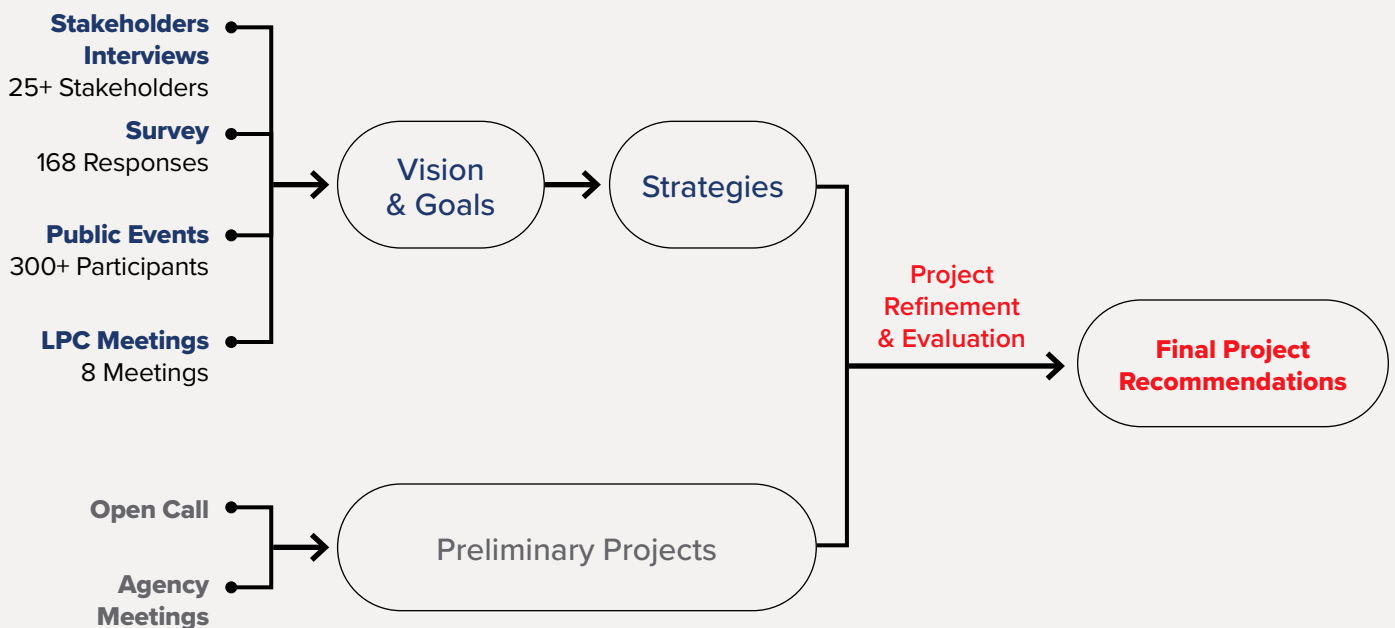 Stakeholders
Interviews
25+ Stakeholders
Survey
168 Responses
Public Events
300+ Participants
LPC Meetings
8 Meetings
Vision
& Goals
Strategies
Project
Refinement
& Evaluation
Final Project
Recommendations
Open Call
Agency
Meetings
Preliminary Projects